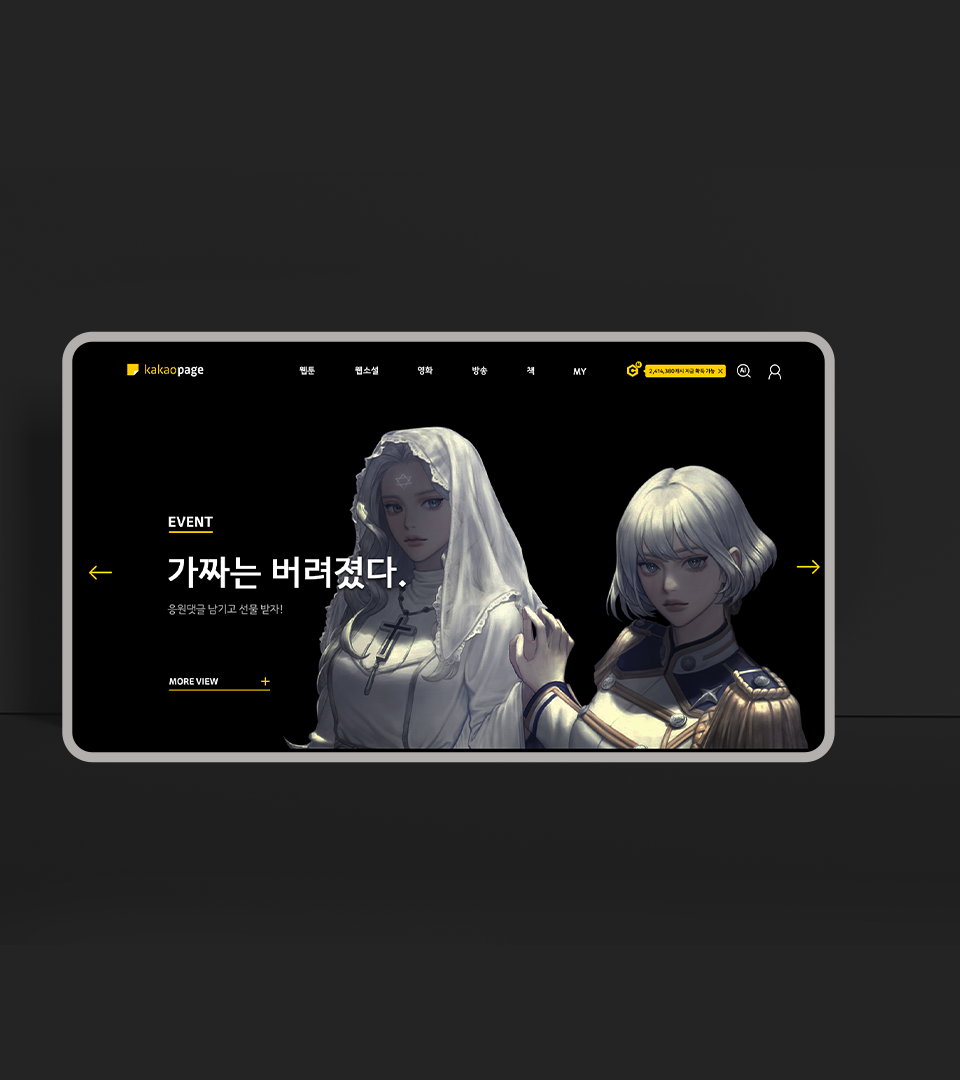 kakaopage
웹툰 웹소설 영화 방송 책 MY
2,414,380캐시 지급 획득 가능 ×
AI
EVENT
가짜는 버려졌다.
응원댓글 남기고 선물 받자!
MORE VIEW +